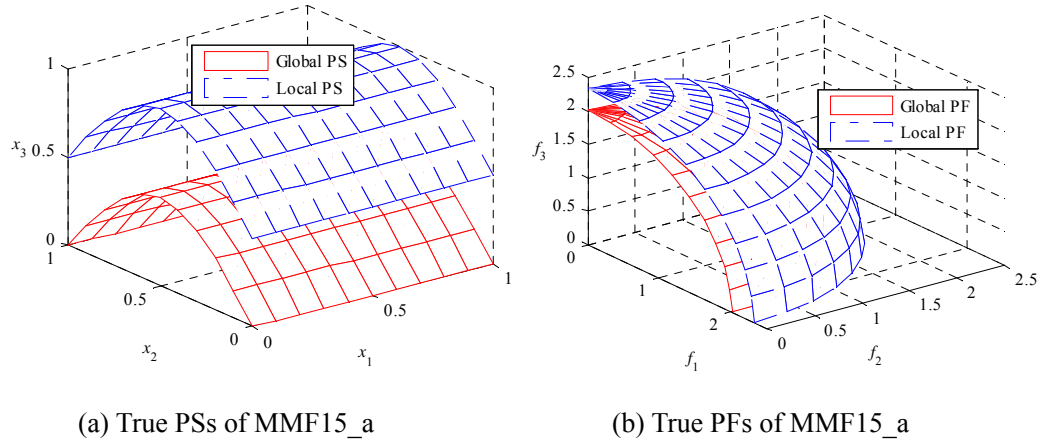 1
x3 0.5
0
1
0.5
0
x2
0
0.5
1
x1
Global PS
Local PS
2.5
2
1.5
1
0.5
0
f3
0
1
2
f1
0
0.5
1
1.5
2
2.5
f2
Global PF
Local PF
(a) True PSs of MMF15_a
(b) True PFs of MMF15_a